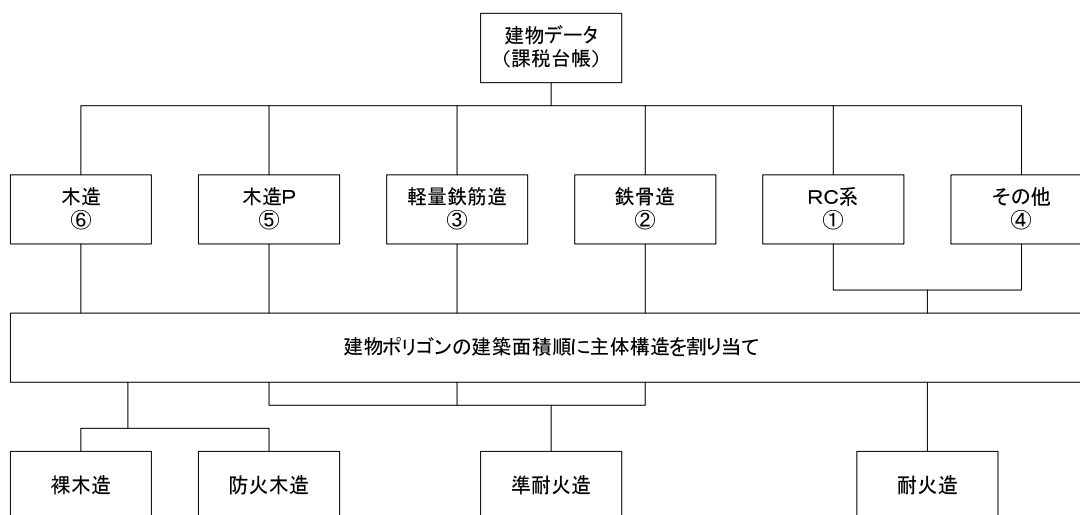 建物データ
（課税台帳）
木造
⑥
木造P
⑤
軽量鉄筋造
③
鉄骨造
②
RC系
①
その他
④
建物ポリゴンの建築面積順に主体構造を割り当て
裸木造
防火木造
準耐火造
耐火造